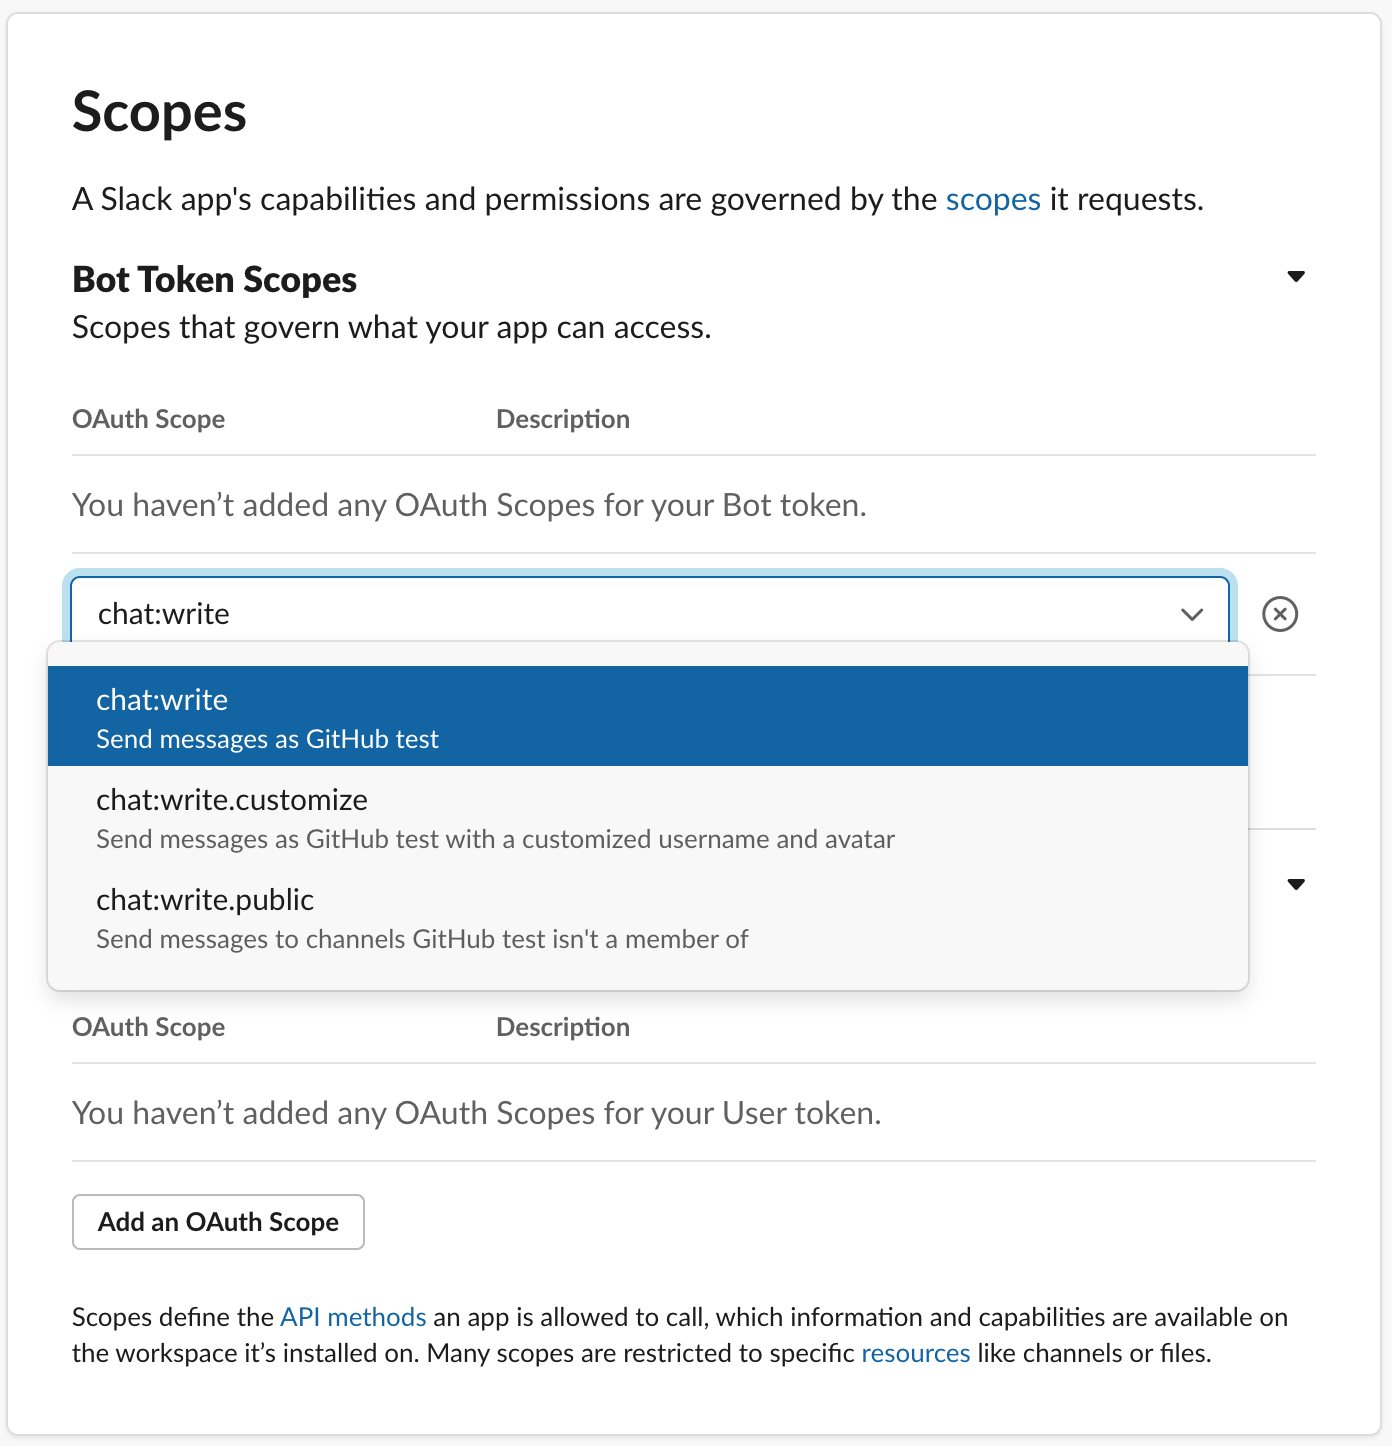 Scopes
A Slack app's capabilities and permissions are governed by the scopes it requests.
Bot Token Scopes
Scopes that govern what your app can access.
OAuth Scope Description
You haven’t added any OAuth Scopes for your Bot token.
chat:write
chat:write
Send messages as GitHub test
chat:write.customize
Send messages as GitHub test with a customized username and avatar
chat:write.public
Send messages to channels GitHub test isn't a member of
OAuth Scope Description
You haven’t added any OAuth Scopes for your User token.
Add an OAuth Scope
Scopes define the API methods an app is allowed to call, which information and capabilities are available on
the workspace it’s installed on. Many scopes are restricted to specific resources like channels or files.